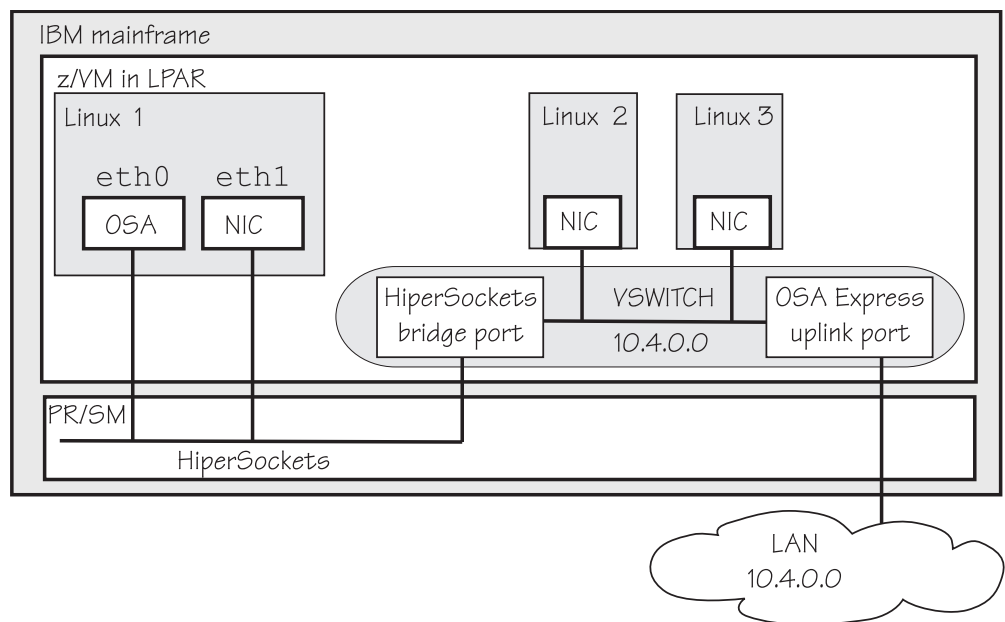 IBM mainframe
z/VM in LPAR
Linux 1
Linux 2
Linux 3
eth0 eth1
OSA
NIC
NIC
NIC
HiperSockets
bridge port
VSWITCH
10.4.0.0
OSA Express
uplink port
PR/SM
HiperSockets
LAN
10.4.0.0